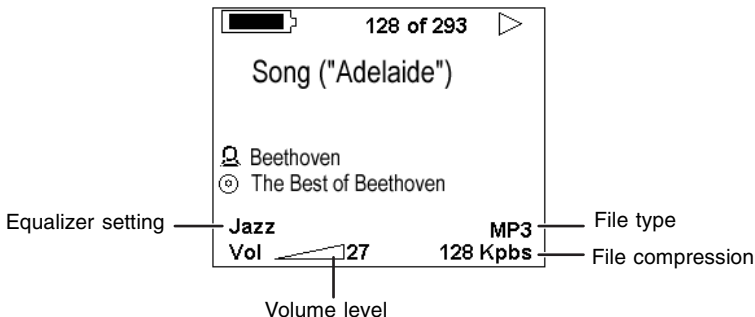 128 of 293
Song ("Adelaide")
Beethoven
The Best of Beethoven
Equalizer setting
Jazz
MP3
File type
Vol
27
128 Kpbs
File compression
Volume level